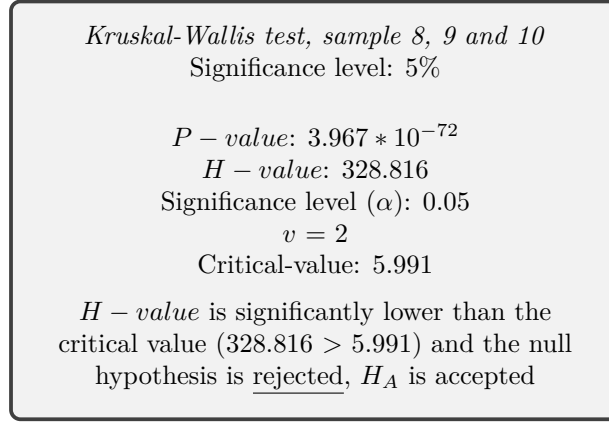 Kruskal-Wallis test, sample 8, 9 and 10
Significance level: 5%
P − value: 3.967 ∗ 10⁻⁷²
H − value: 328.816
Significance level (α): 0.05
v = 2
Critical-value: 5.991
H − value is significantly lower than the
critical value (328.816 > 5.991) and the null
hypothesis is rejected, H_A is accepted